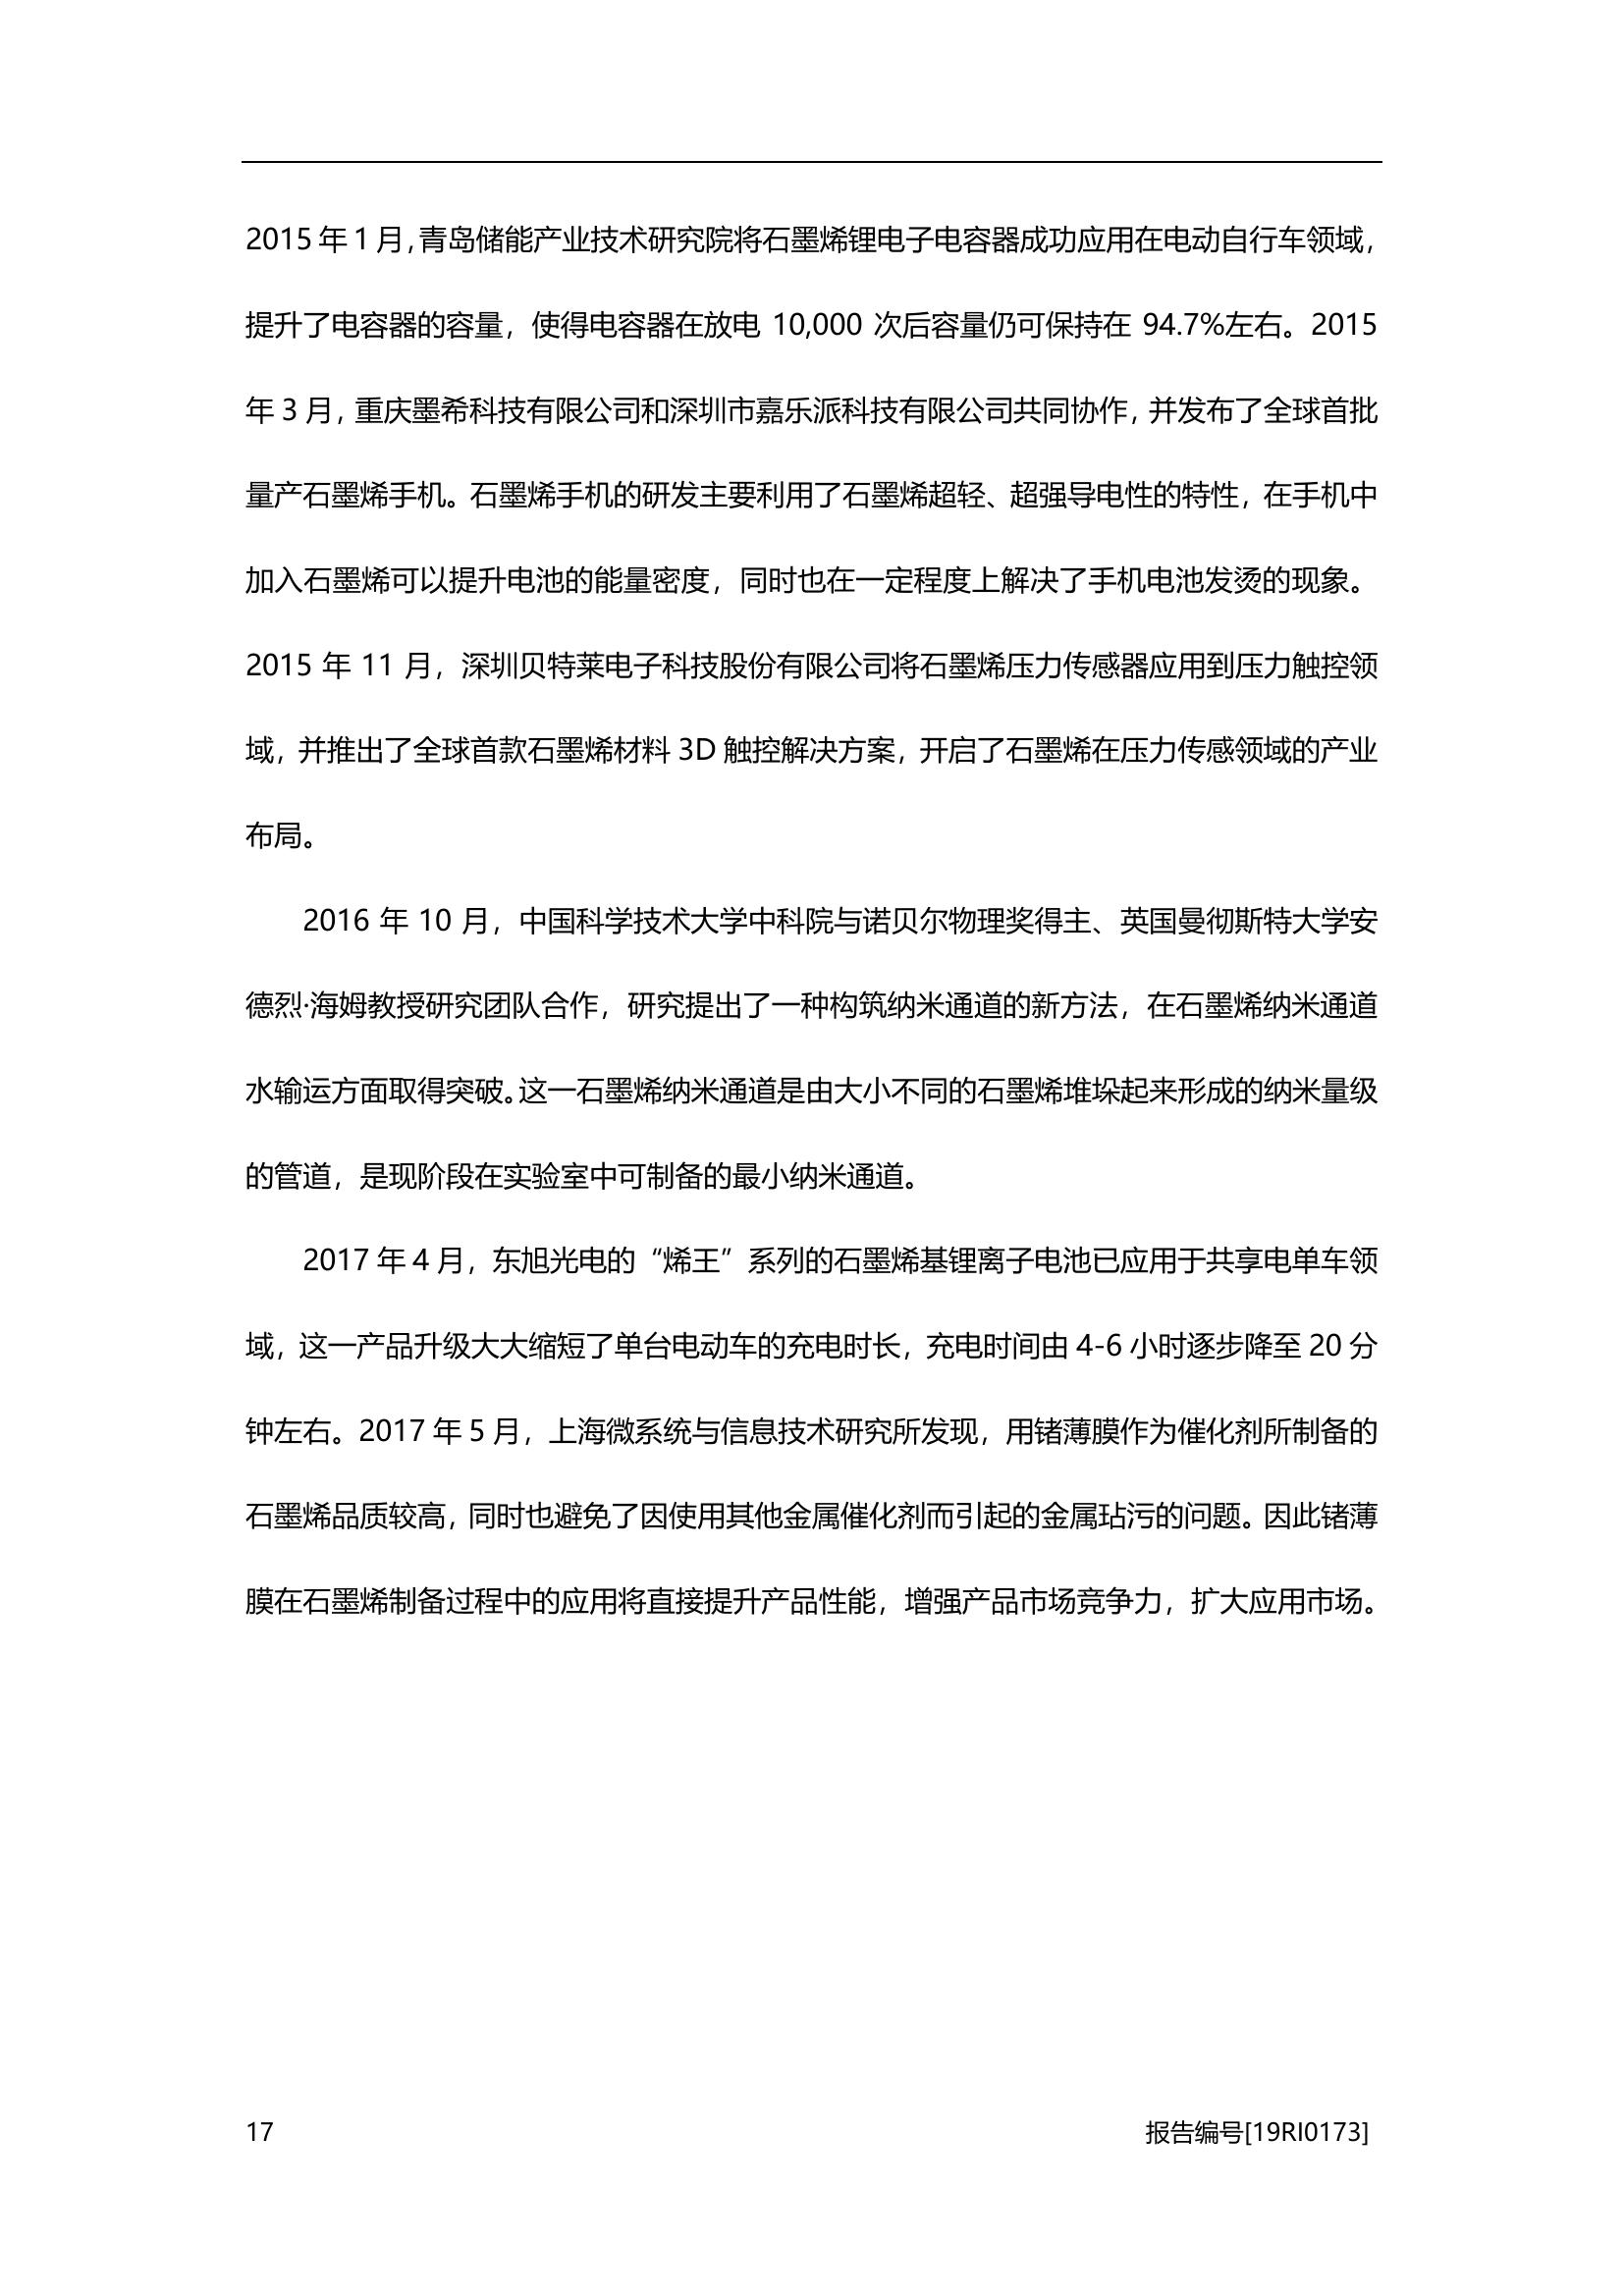 2015 年 1 月，青岛储能产业技术研究院将石墨烯锂电子电容器成功应用在电动自行车领域，
提升了电容器的容量，使得电容器在放电 10,000 次后容量仍可保持在 94.7%左右。2015
年 3 月，重庆墨希科技有限公司和深圳市嘉乐派科技有限公司共同协作，并发布了全球首批
量产石墨烯手机。石墨烯手机的研发主要利用了石墨烯超轻、超强导电性的特性，在手机中
加入石墨烯可以提升电池的能量密度，同时也在一定程度上解决了手机电池发烫的现象。
2015 年 11 月，深圳贝特莱电子科技股份有限公司将石墨烯压力传感器应用到压力触控领
域，并推出了全球首款石墨烯材料 3D 触控解决方案，开启了石墨烯在压力传感领域的产业
布局。
2016 年 10 月，中国科学技术大学中科院与诺贝尔物理奖得主、英国曼彻斯特大学安
德烈·海姆教授研究团队合作，研究提出了一种构筑纳米通道的新方法，在石墨烯纳米通道
水输运方面取得突破。这一石墨烯纳米通道是由大小不同的石墨烯堆垛起来形成的纳米量级
的管道，是现阶段在实验室中可制备的最小纳米通道。
2017 年 4 月，东旭光电的“烯王”系列的石墨烯基锂离子电池已应用于共享电单车领
域，这一产品升级大大缩短了单台电动车的充电时长，充电时间由 4-6 小时逐步降至 20 分
钟左右。2017 年 5 月，上海微系统与信息技术研究所发现，用锗薄膜作为催化剂所制备的
石墨烯品质较高，同时也避免了因使用其他金属催化剂而引起的金属玷污的问题。因此锗薄
膜在石墨烯制备过程中的应用将直接提升产品性能，增强产品市场竞争力，扩大应用市场。
17 报告编号[19RI0173]